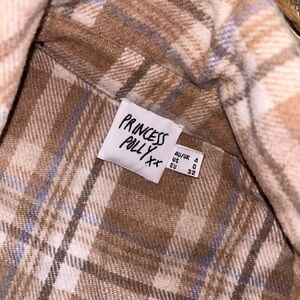 PRINCESS
POLLY xx
AU/UK 4
US 0
EU 32